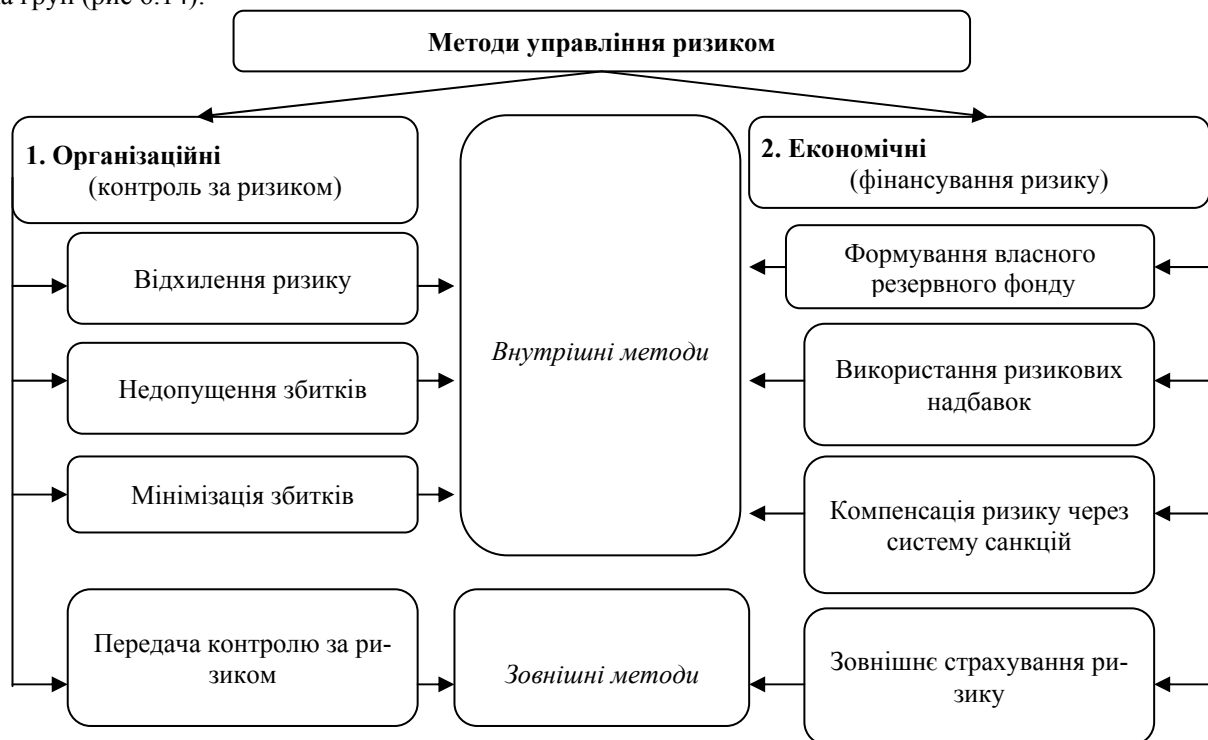 груп (рис 6.14).
Методи управління ризиком
1. Організаційні
(контроль за ризиком)
2. Економічні
(фінансування ризику)
Відхилення ризику
Недопущення збитків
Мінімізація збитків
Передача контролю за ри-
зиком
Внутрішні методи
Зовнішні методи
Формування власного
резервного фонду
Використання ризикових
надбавок
Компенсація ризику через
систему санкцій
Зовнішнє страхування ри-
зику